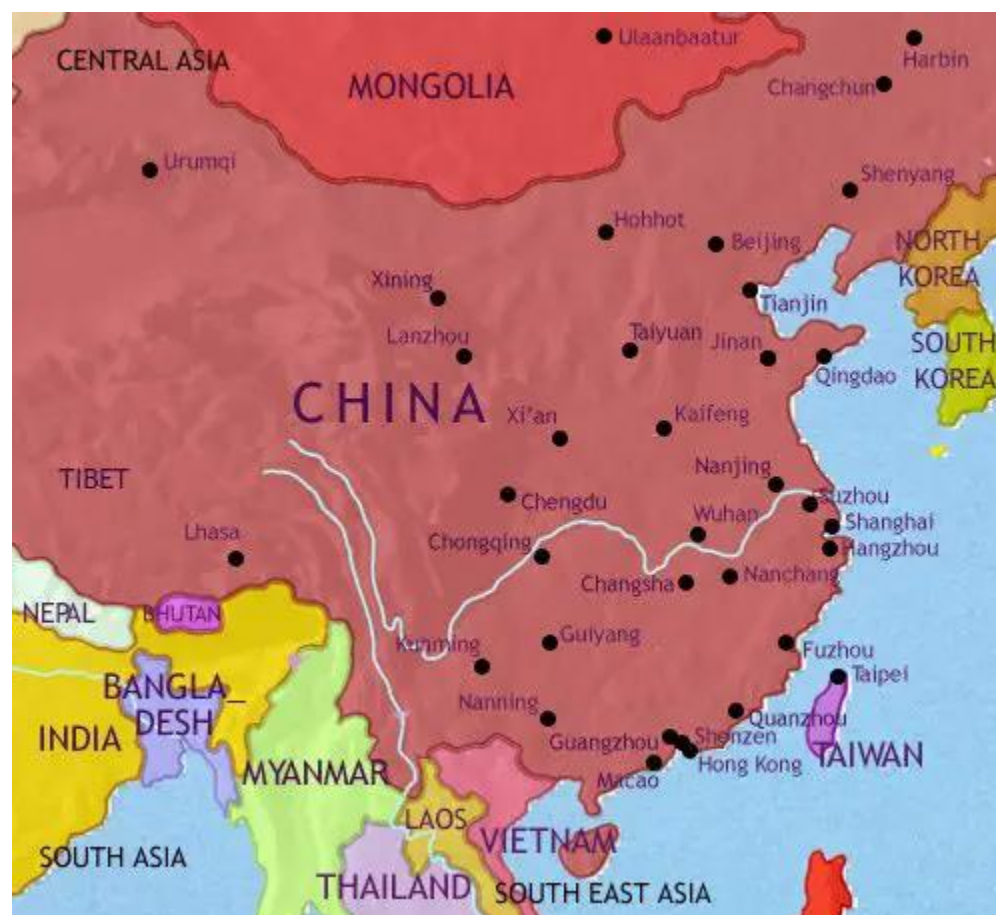 Ulaanbaatur
Harbin
CENTRAL ASIA
MONGOLIA
Changchun
Urumqi
Shenyang
Hohhot
Beijing
NORTH
KOREA
Xining
Tianjin
Lanzhou
Taiyuan
Jinan
SOUTH
KOREA
Qingdao
CHINA
Xi'an
Kaifeng
Nanjing
TIBET
Chengdu
Suzhou
Wuhan
Shanghai
Lhasa
Chongqing
Hangzhou
Changsha
Nanchang
NEPAL
BHUTAN
Kunming
Guiyang
Fuzhou
Taipei
BANGLA_
DESH
Nanning
Quanzhou
INDIA
Guangzhou
Shenzen
Hong Kong
TAIWAN
MYANMAR
Macao
LAOS
VIETNAM
SOUTH ASIA
THAILAND
SOUTH EAST ASIA